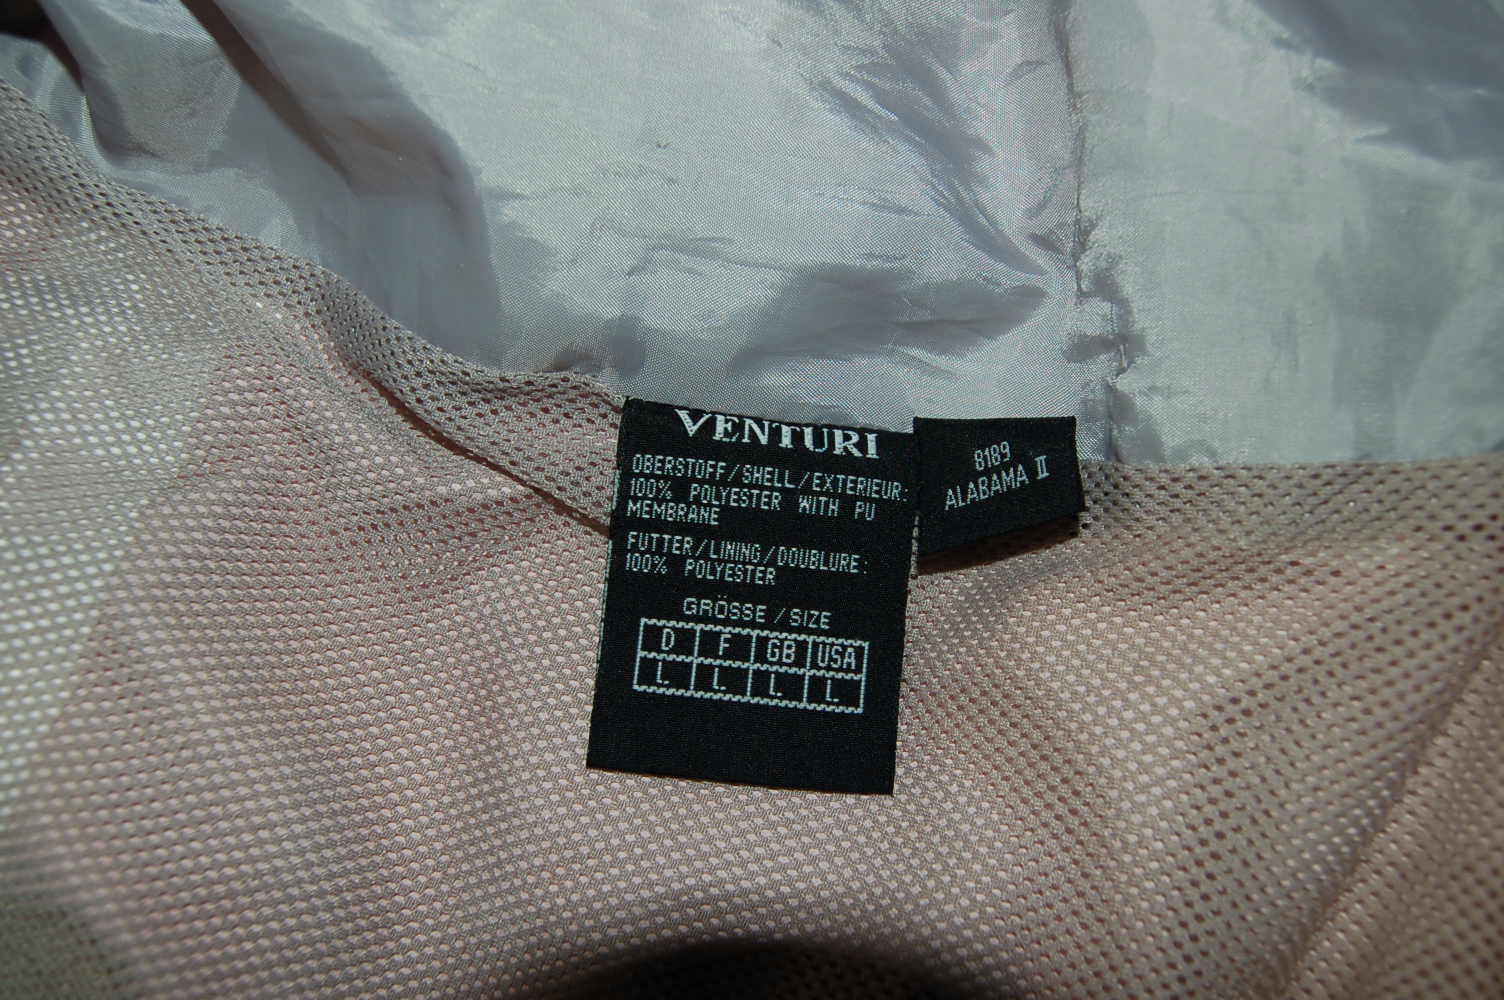 VENTURI
OBERSTOFF/SHELL/EXTERIEUR:
100% POLYESTER WITH PU
MEMBRANE
FUTTER/LINING/DOUBLURE:
100% POLYESTER
GRÖSSE/SIZE
D F GB USA
L L L L
8189
ALABAMA II